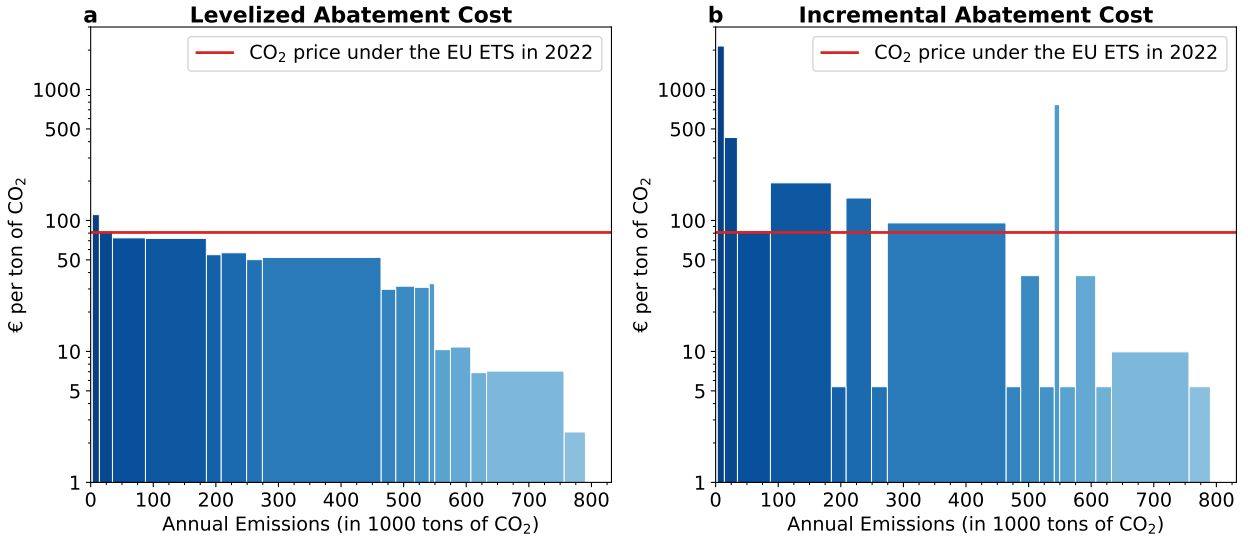 a Levelized Abatement Cost
CO₂ price under the EU ETS in 2022
€ per ton of CO₂
1000
500
100
50
10
5
1
0 100 200 300 400 500 600 700 800
Annual Emissions (in 1000 tons of CO₂)
b Incremental Abatement Cost
CO₂ price under the EU ETS in 2022
€ per ton of CO₂
1000
500
100
50
10
5
1
0 100 200 300 400 500 600 700 800
Annual Emissions (in 1000 tons of CO₂)